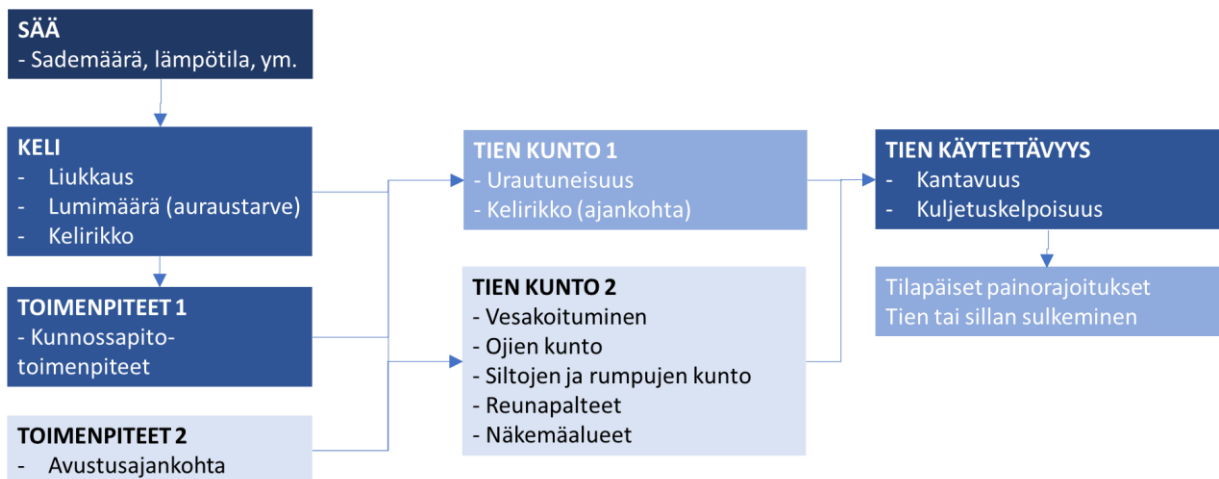 SÄÄ
- Sademäärä, lämpötila, ym.
KELI
- Liukkaus
- Lumimäärä (auraustarve)
- Kelirikko
TOIMENPITEET 1
- Kunnossapito-
toimenpiteet
TOIMENPITEET 2
- Avustusajankohta
TIEN KUNTO 1
- Urautuneisuus
- Kelirikko (ajankohta)
TIEN KUNTO 2
- Vesakoituminen
- Ojien kunto
- Siltojen ja rumpujen kunto
- Reunapalteet
- Näkemäalueet
TIEN KÄYTETTÄVYYS
- Kantavuus
- Kuljetuskelpoisuus
Tilapäiset painorajoitukset
Tien tai sillan sulkeminen